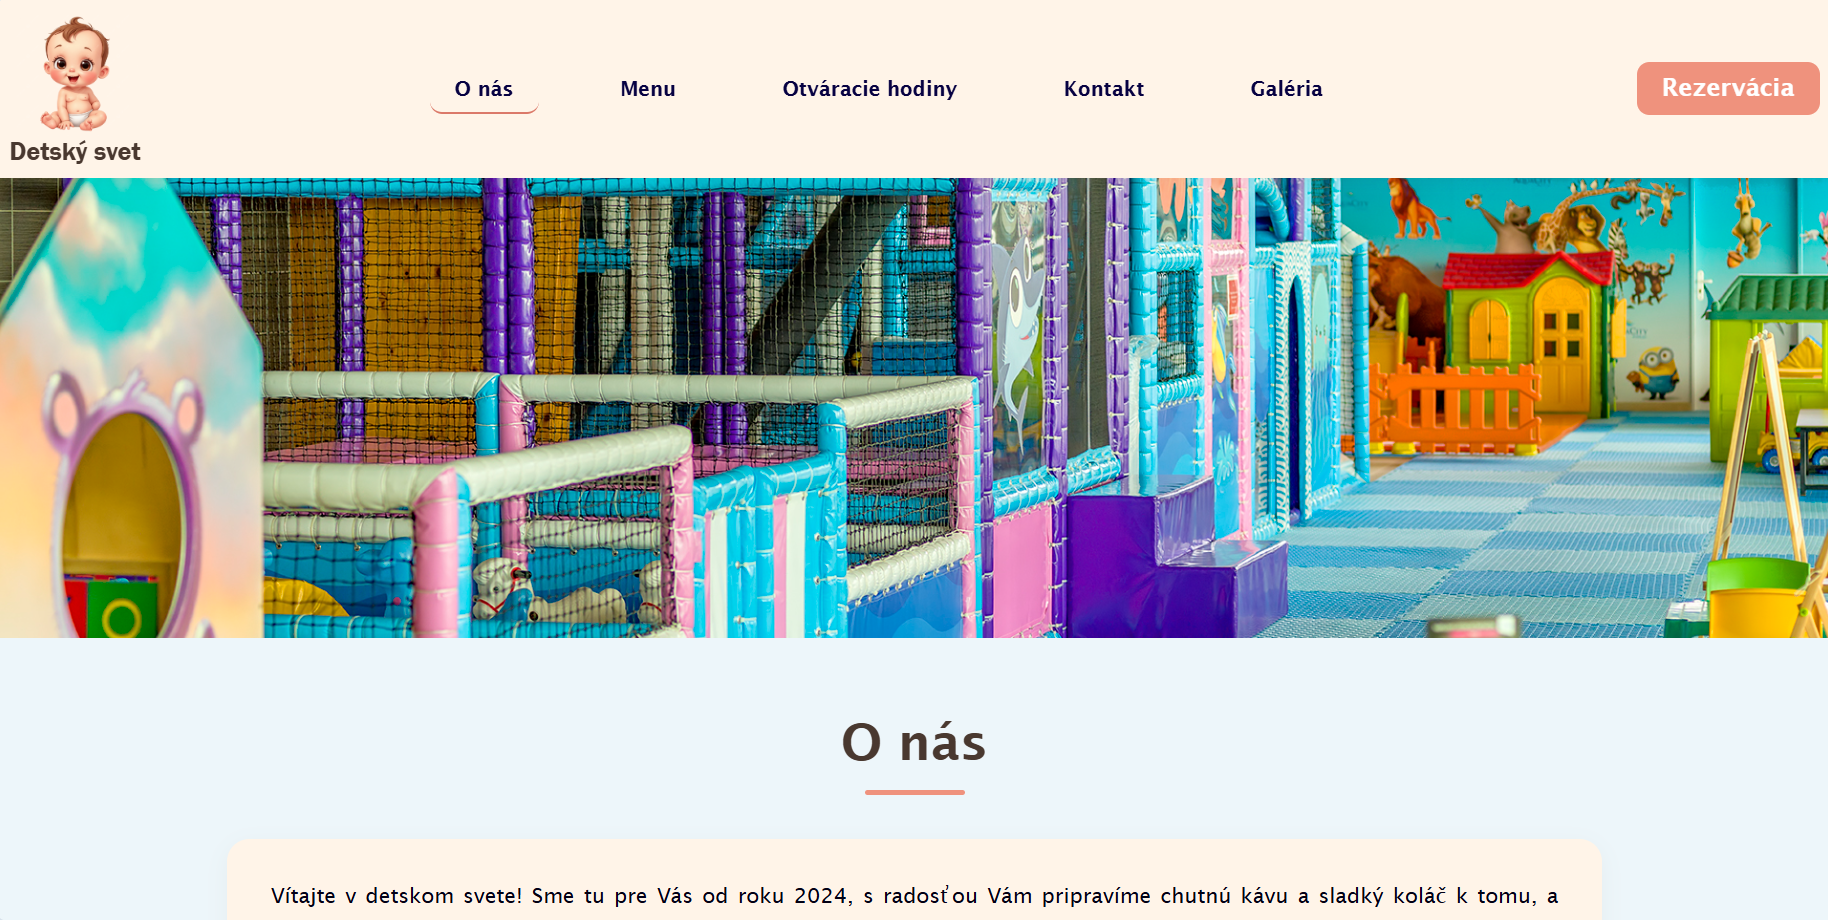 Detský svet
O nás
Menu
Otváracie hodiny
Kontakt
Galéria
Rezervácia
O nás
Vítajte v detskom svete! Sme tu pre Vás od roku 2024, s radosťou Vám pripravíme chutnú kávu a sladký koláč k tomu, a